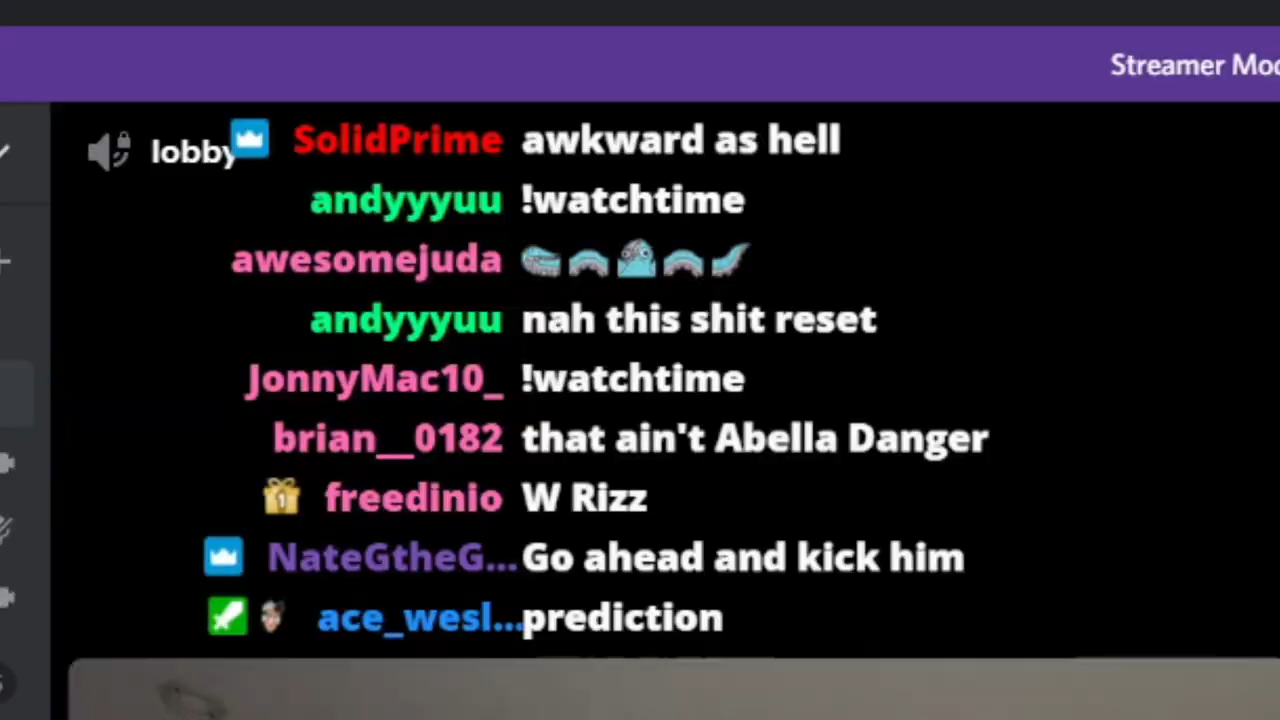 Streamer Mod
lobby
SolidPrime awkward as hell
andyyyuu !watchtime
awesomejuda
andyyyuu nah this shit reset
JonnyMac10_ !watchtime
brian__0182 that ain't Abella Danger
1 freedinio W Rizz
NateGtheG... Go ahead and kick him
ace_wesl... prediction